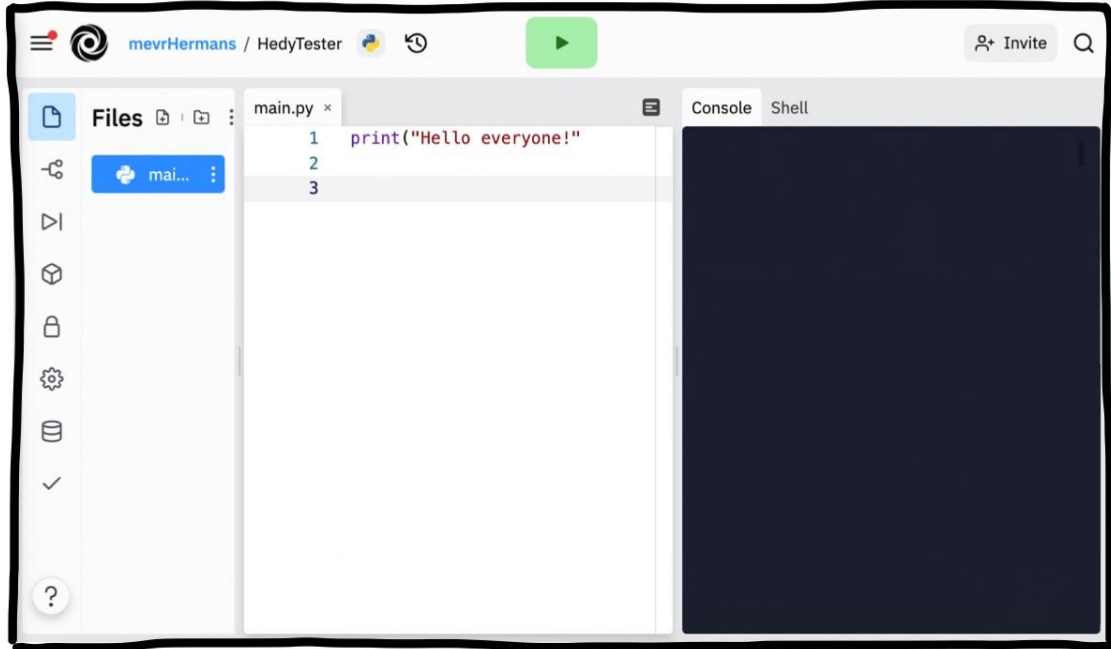 mevrHermans / HedyTester
Invite
Files
mai...
main.py ×
1 print("Hello everyone!"
2
3
Console Shell
?